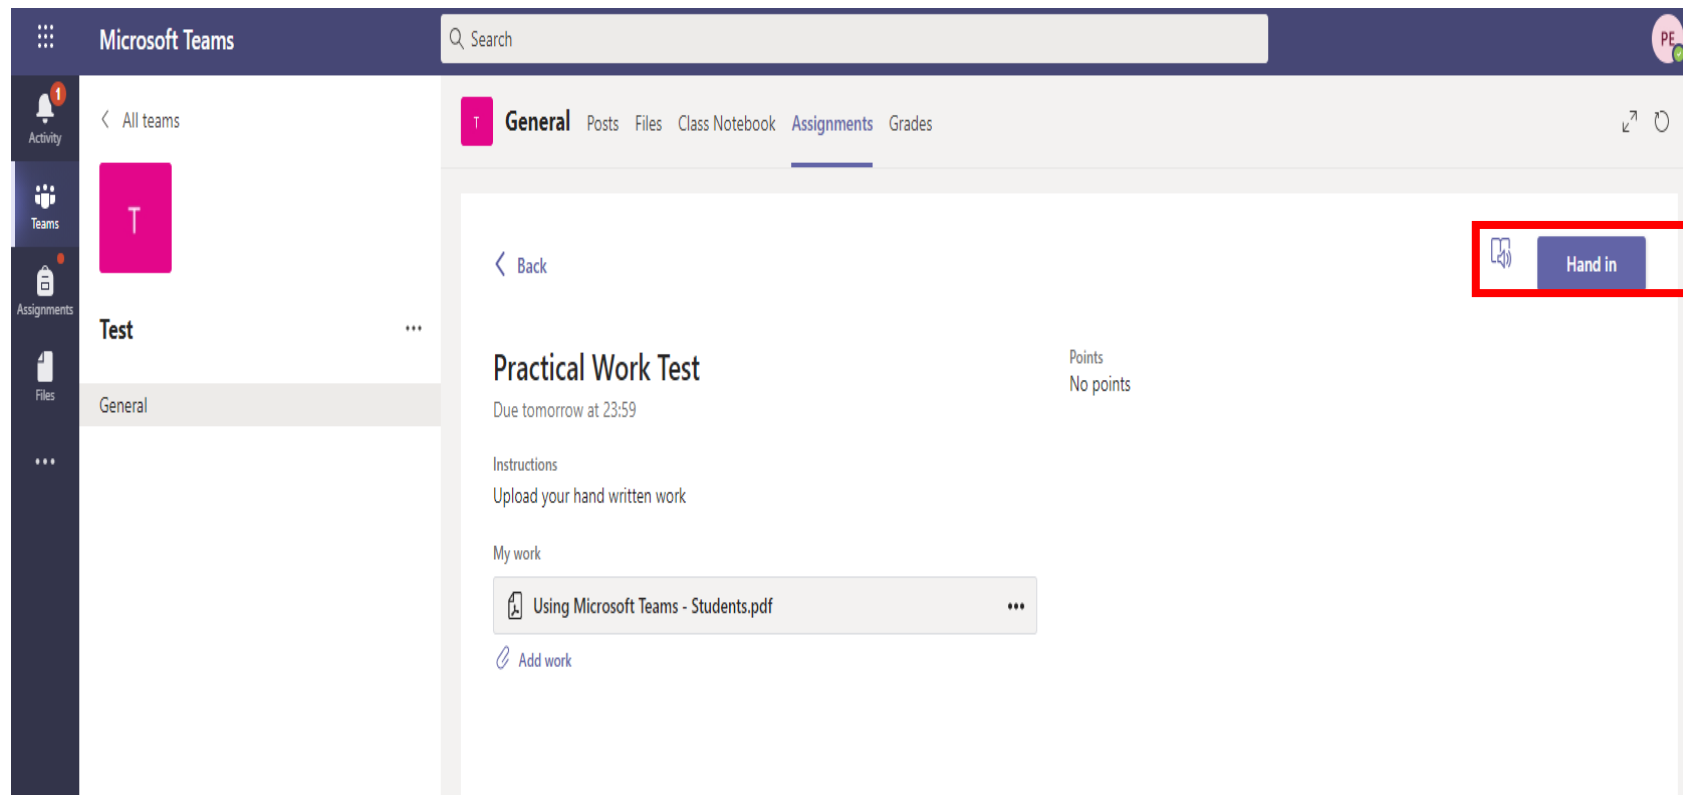 Microsoft Teams
Search
PE
1
Activity
Teams
Assignments
Files
All teams
T
Test
General
T General Posts Files Class Notebook Assignments Grades
Back
Hand in
Practical Work Test
Due tomorrow at 23:59
Points
No points
Instructions
Upload your hand written work
My work
Using Microsoft Teams - Students.pdf
Add work